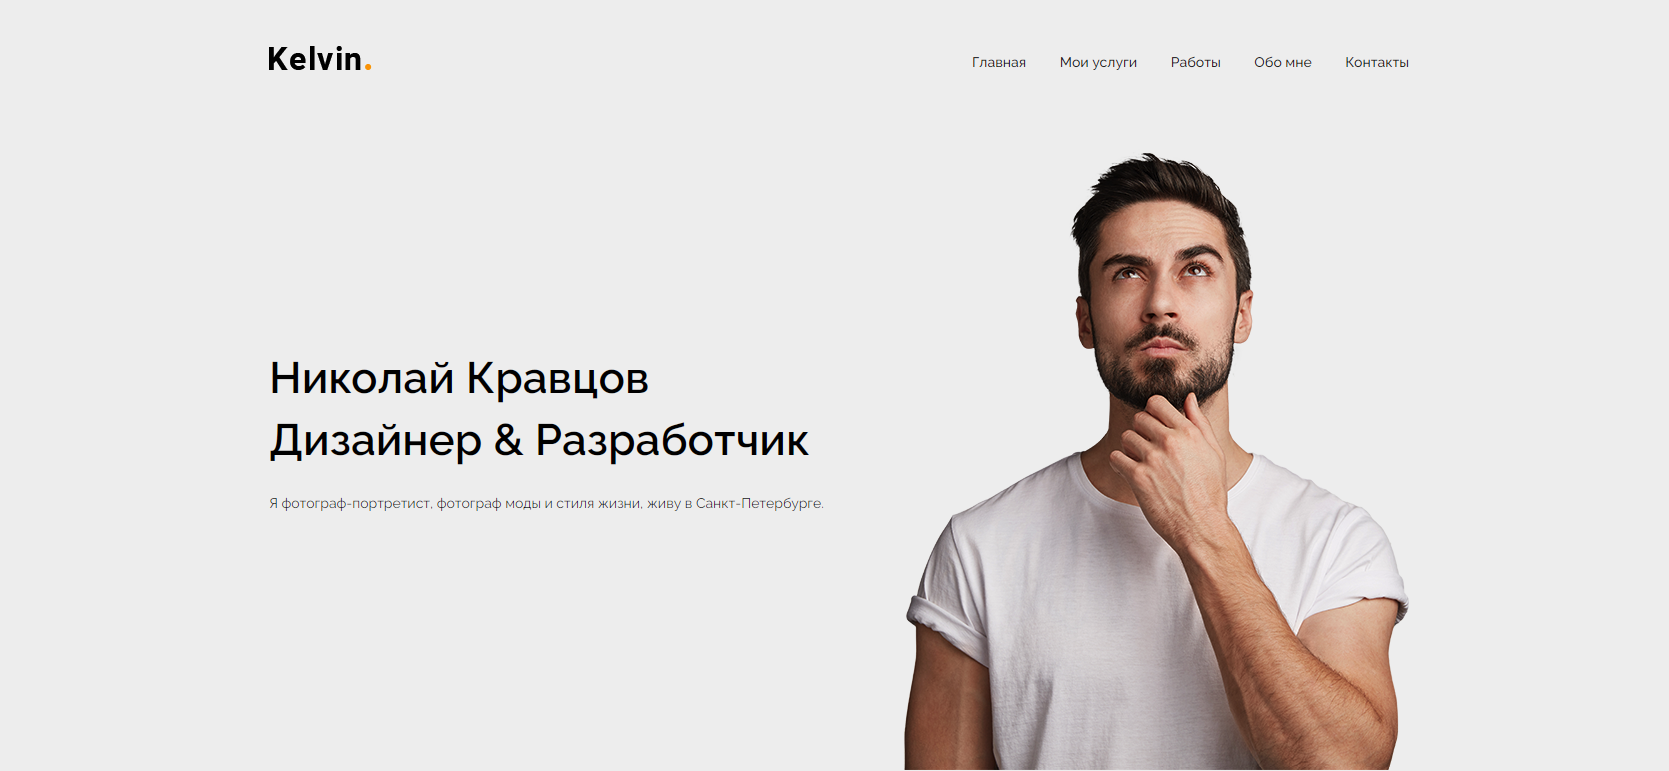 Kelvin.
Главная Мои услуги Работы Обо мне Контакты
Николай Кравцов
Дизайнер & Разработчик
Я фотограф-портретист, фотограф моды и стиля жизни, живу в Санкт-Петербурге.